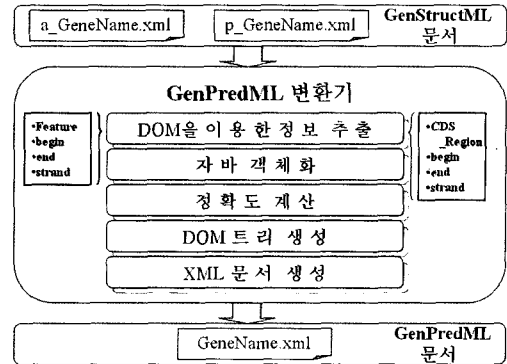 a_GeneName.xml
p_GeneName.xml
GenStructML
문서
GenPredML 변환기
•Feature
•begin
•end
•strand
DOM을 이용한 정보 추출
자바 객체화
정확도 계산
DOM 트리 생성
XML 문서 생성
•CDS
_Region
•begin
•end
•strand
GeneName.xml
GenPredML
문서